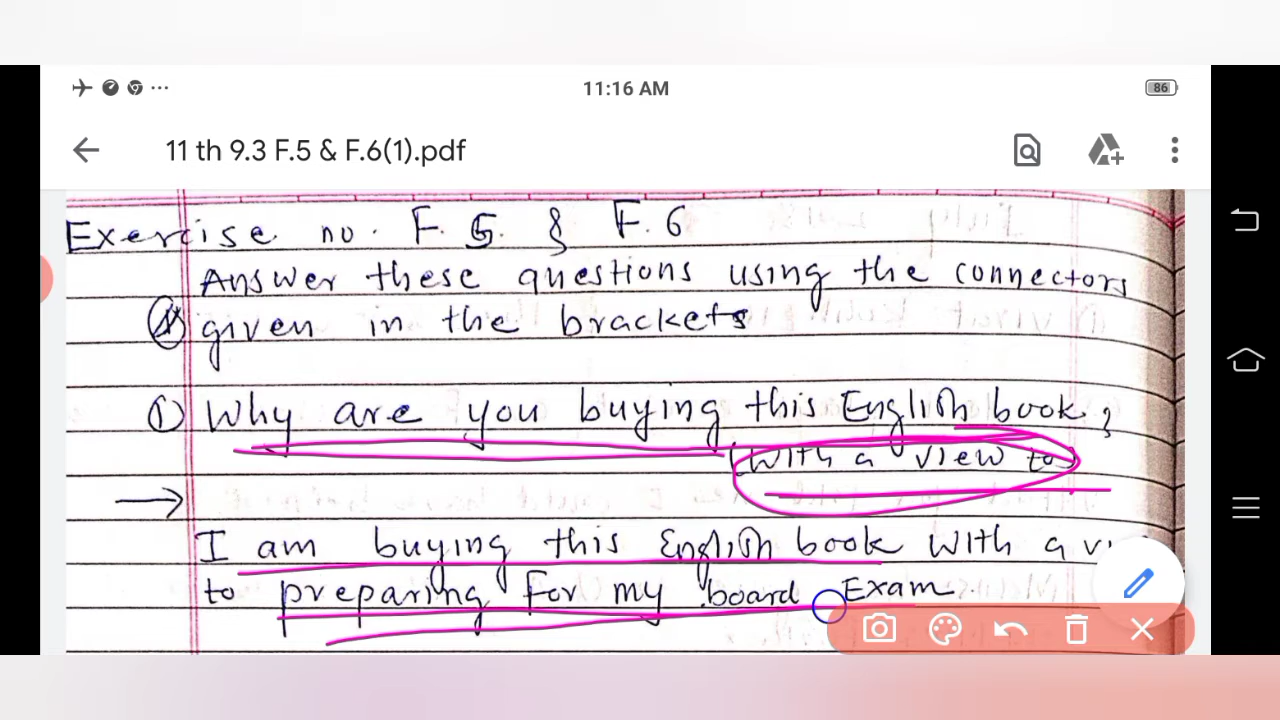 11:16 AM
86
11 th 9.3 F.5 & F.6(1).pdf
Exercise no. F. 5. & F. 6
Answer these questions using the connectors
given in the brackets
① Why are you buying this English book,
(with a view to)
I am buying this English book with a
to preparing for my board Exam.